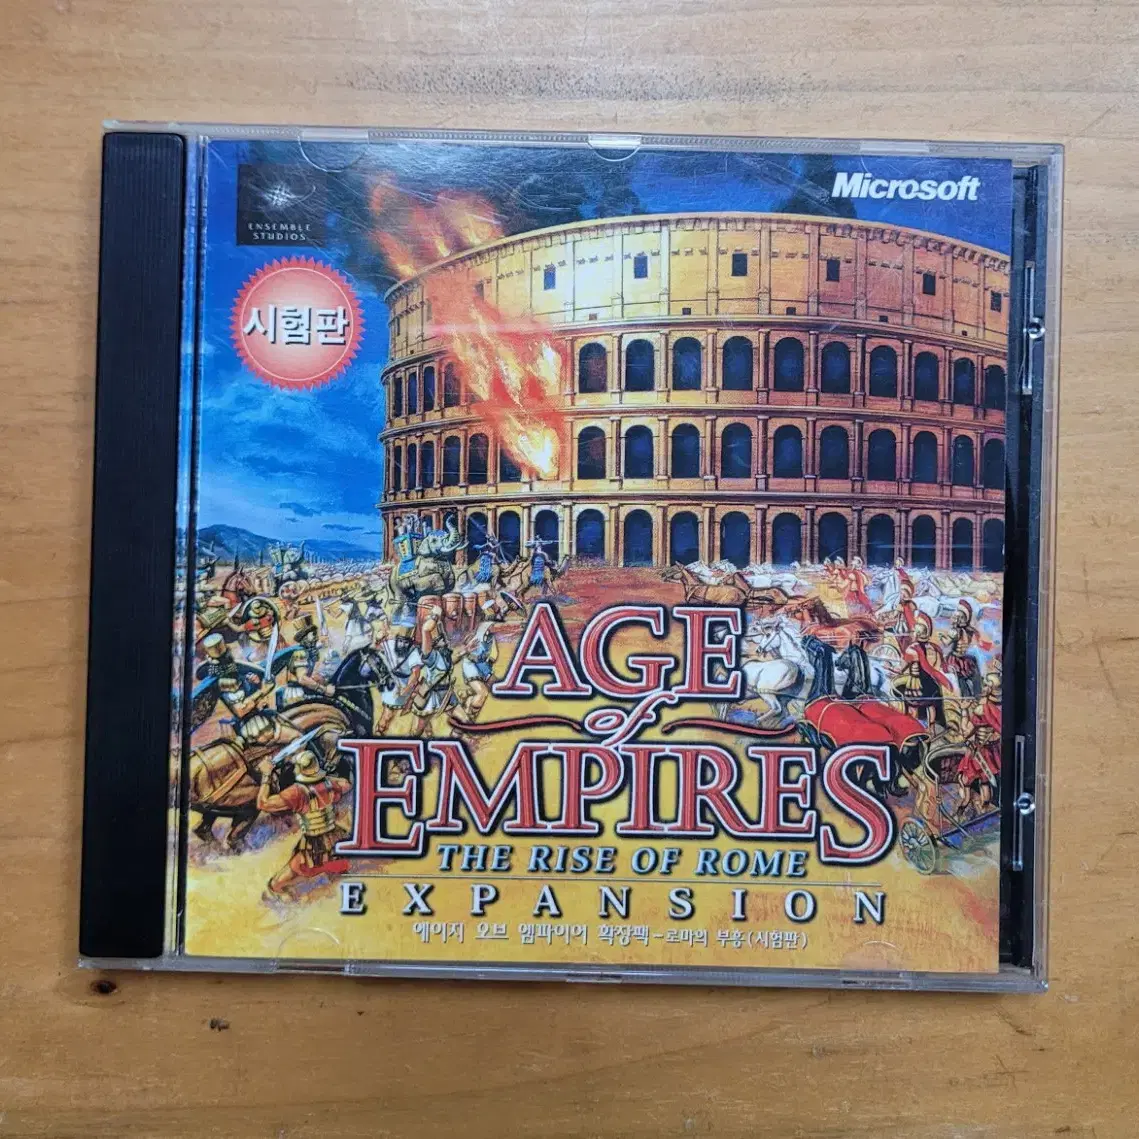 ENSEMBLE
STUDIOS
Microsoft
시험판
AGE
of
EMPIRES
THE RISE OF ROME
EXPANSION
에이지 오브 엠파이어 확장팩-로마의 부흥(시험판)